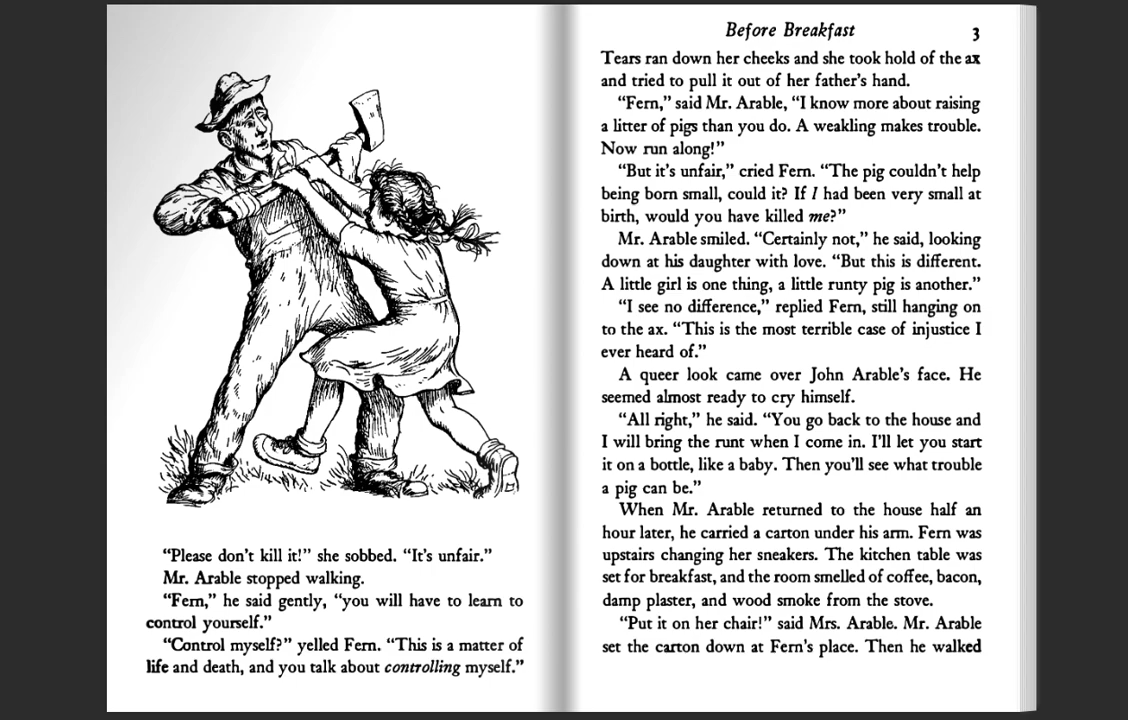 “Please don't kill it!” she sobbed. “It's unfair.”
Mr. Arable stopped walking.
“Fern,” he said gently, “you will have to learn to
control yourself.”
“Control myself?” yelled Fern. “This is a matter of
life and death, and you talk about controlling myself.”
Before Breakfast 3
Tears ran down her cheeks and she took hold of the ax
and tried to pull it out of her father's hand.
“Fern,” said Mr. Arable, “I know more about raising
a litter of pigs than you do. A weakling makes trouble.
Now run along!”
“But it's unfair,” cried Fern. “The pig couldn't help
being born small, could it? If I had been very small at
birth, would you have killed me?”
Mr. Arable smiled. “Certainly not,” he said, looking
down at his daughter with love. “But this is different.
A little girl is one thing, a little runty pig is another.”
“I see no difference,” replied Fern, still hanging on
to the ax. “This is the most terrible case of injustice I
ever heard of.”
A queer look came over John Arable's face. He
seemed almost ready to cry himself.
“All right,” he said. “You go back to the house and
I will bring the runt when I come in. I'll let you start
it on a bottle, like a baby. Then you'll see what trouble
a pig can be.”
When Mr. Arable returned to the house half an
hour later, he carried a carton under his arm. Fern was
upstairs changing her sneakers. The kitchen table was
set for breakfast, and the room smelled of coffee, bacon,
damp plaster, and wood smoke from the stove.
“Put it on her chair!” said Mrs. Arable. Mr. Arable
set the carton down at Fern's place. Then he walked